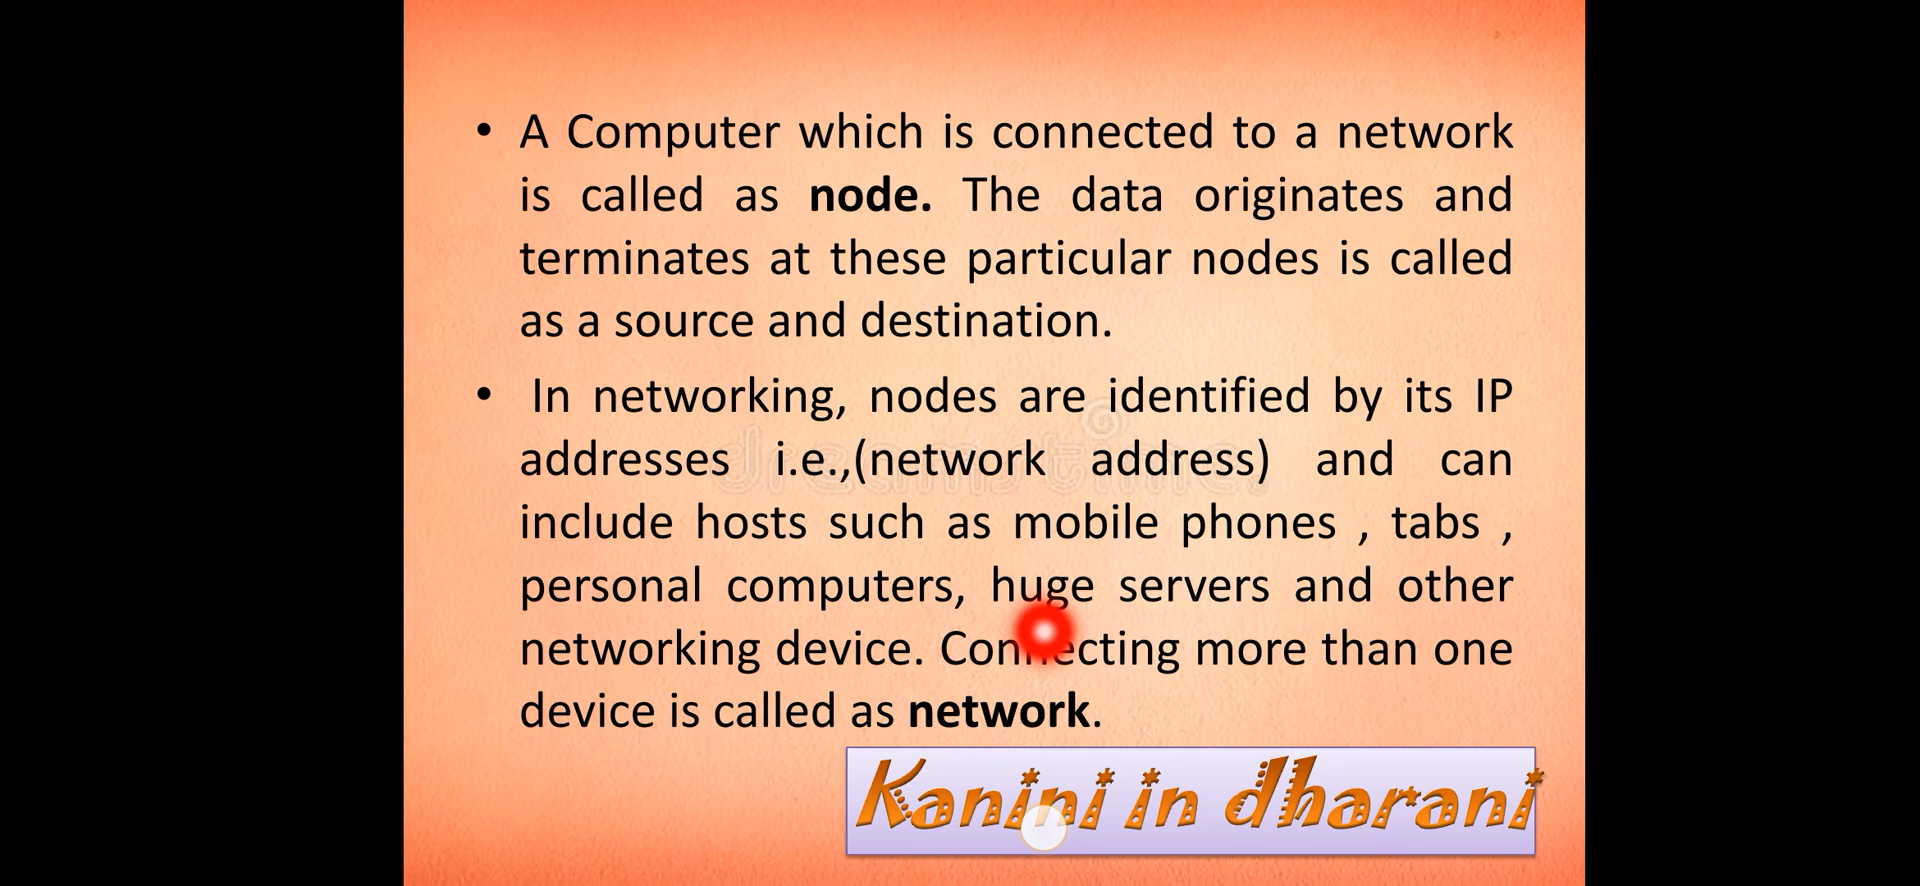 • A Computer which is connected to a network
is called as node. The data originates and
terminates at these particular nodes is called
as a source and destination.
• In networking, nodes are identified by its IP
addresses i.e.,(network address) and can
include hosts such as mobile phones , tabs ,
personal computers, huge servers and other
networking device. Connecting more than one
device is called as network.
dreamstime
Kanini in dharani